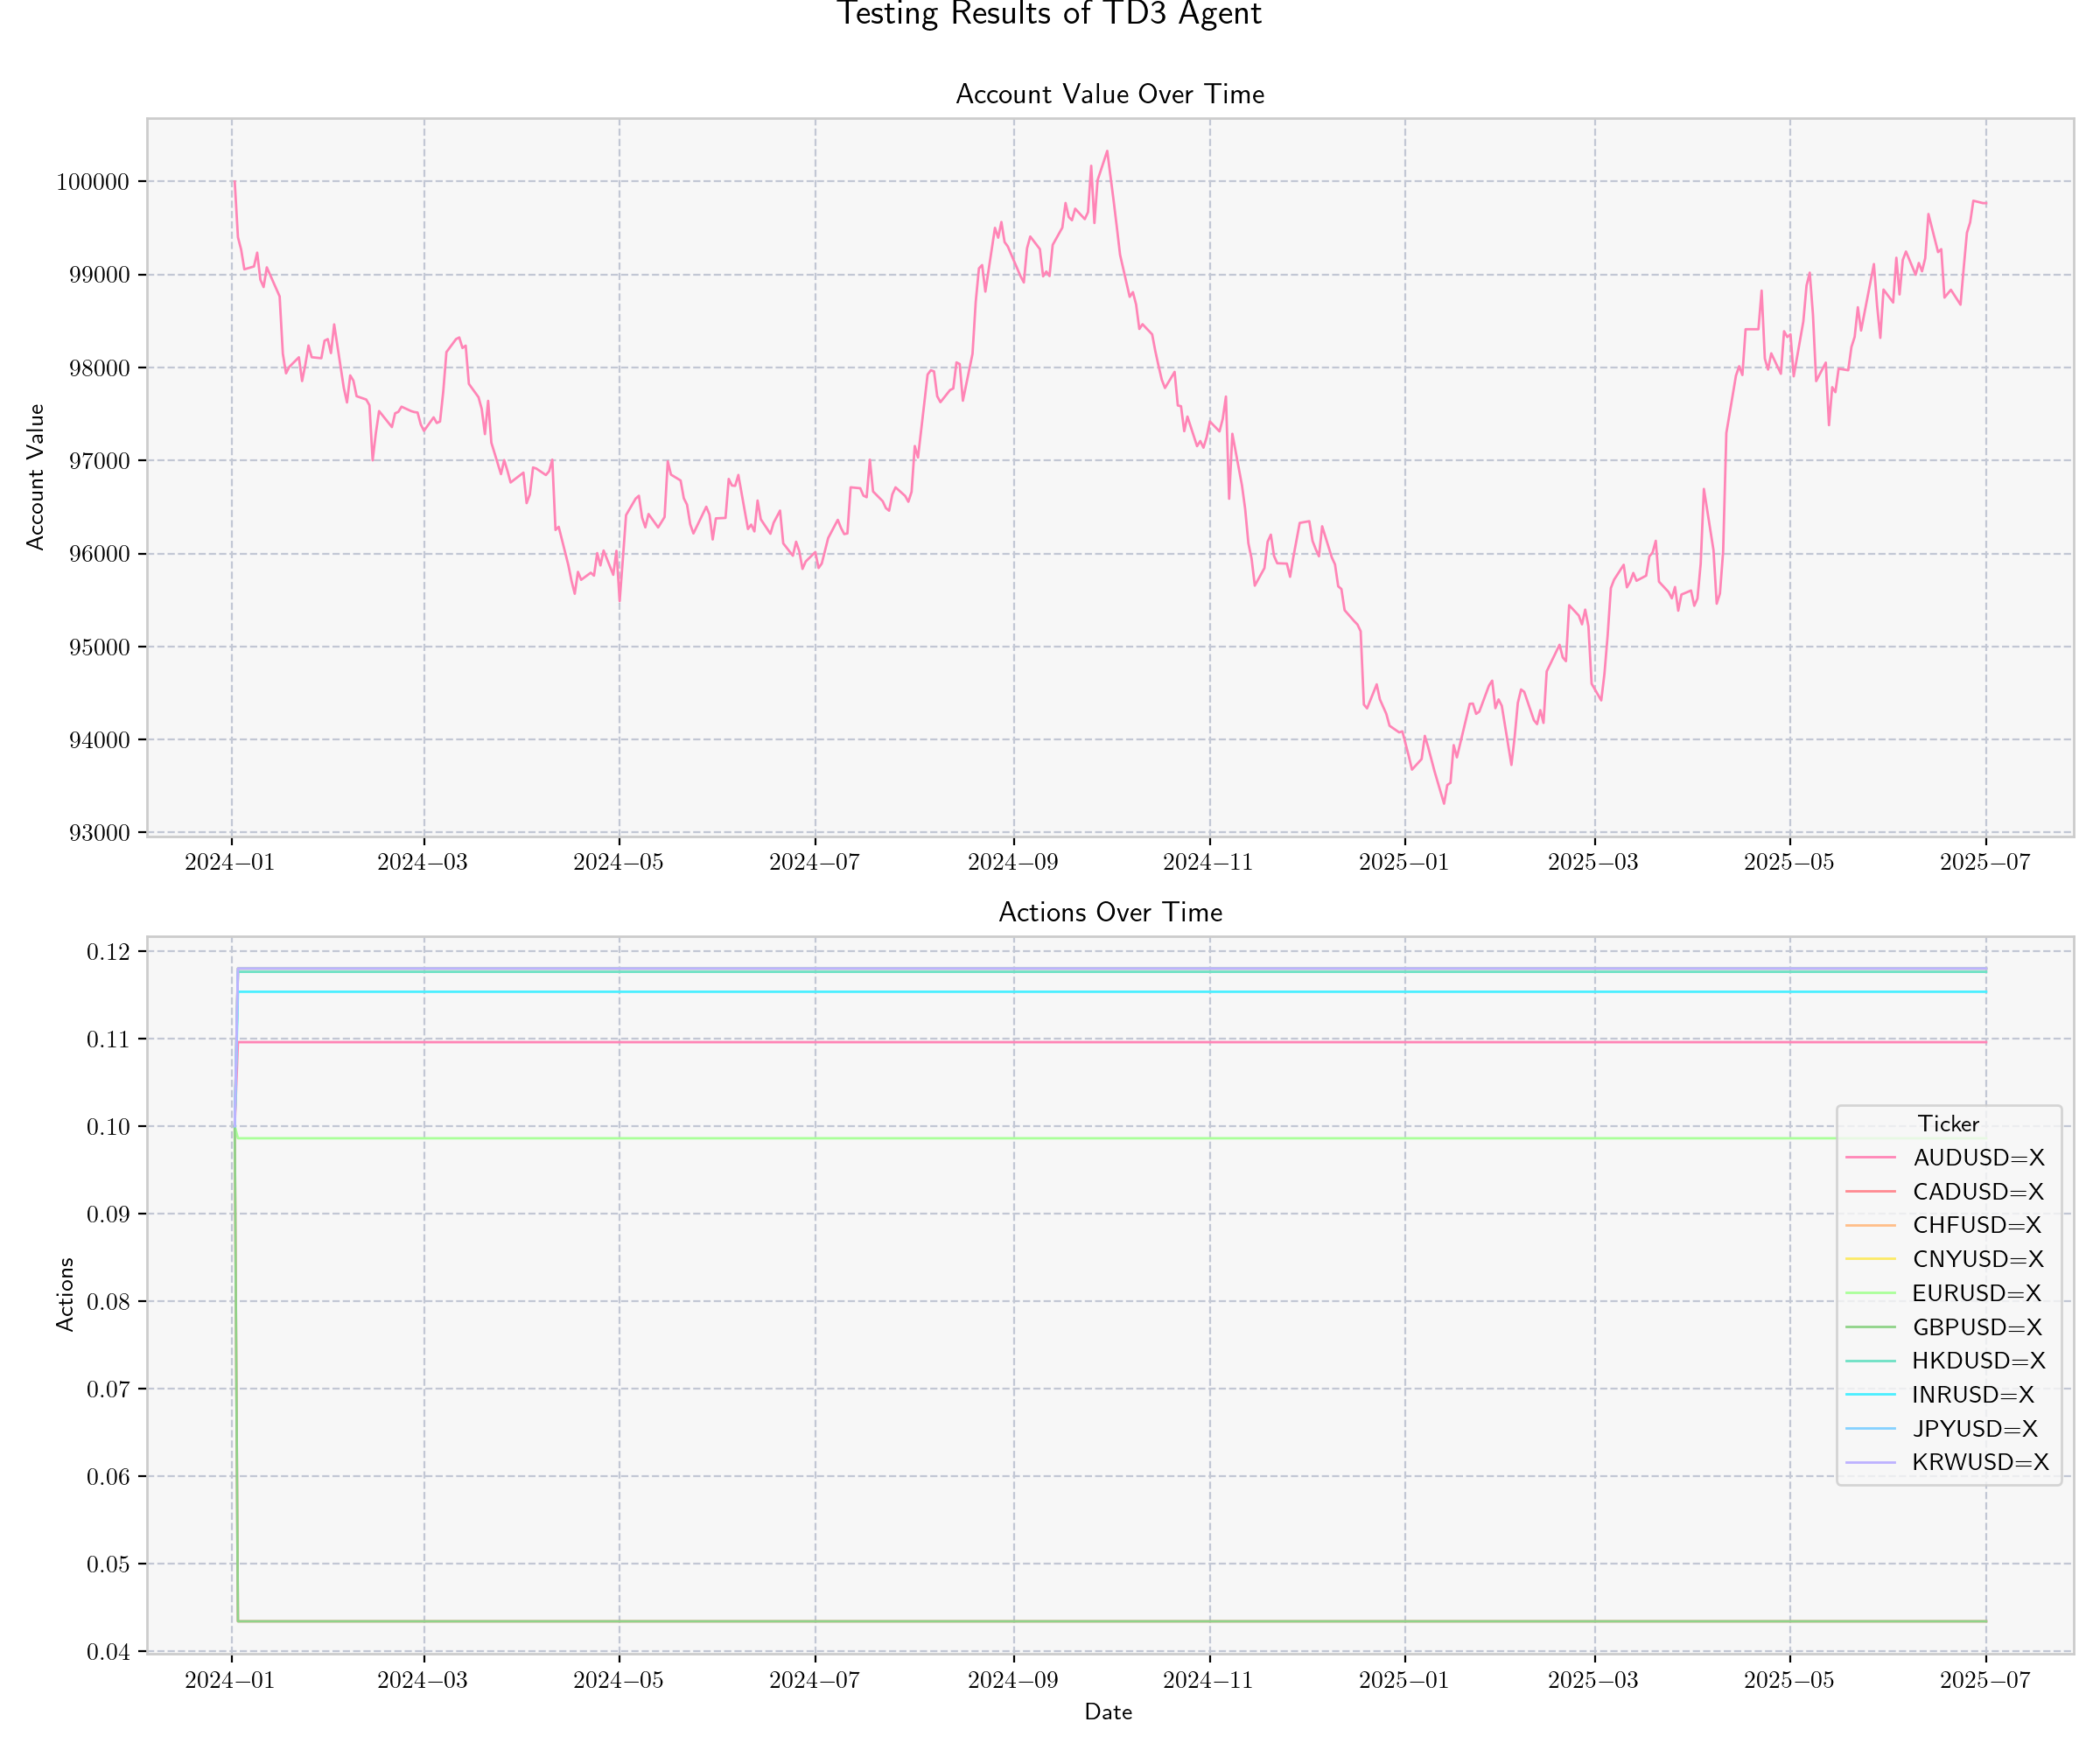 Testing Results of TD3 Agent
Account Value Over Time
Account Value
100000
99000
98000
97000
96000
95000
94000
93000
2024−01 2024−03 2024−05 2024−07 2024−09 2024−11 2025−01 2025−03 2025−05 2025−07
Actions Over Time
Actions
0.12
0.11
0.10
0.09
0.08
0.07
0.06
0.05
0.04
Ticker
AUDUSD=X
CADUSD=X
CHFUSD=X
CNYUSD=X
EURUSD=X
GBPUSD=X
HKDUSD=X
INRUSD=X
JPYUSD=X
KRWUSD=X
2024−01 2024−03 2024−05 2024−07 2024−09 2024−11 2025−01 2025−03 2025−05 2025−07
Date